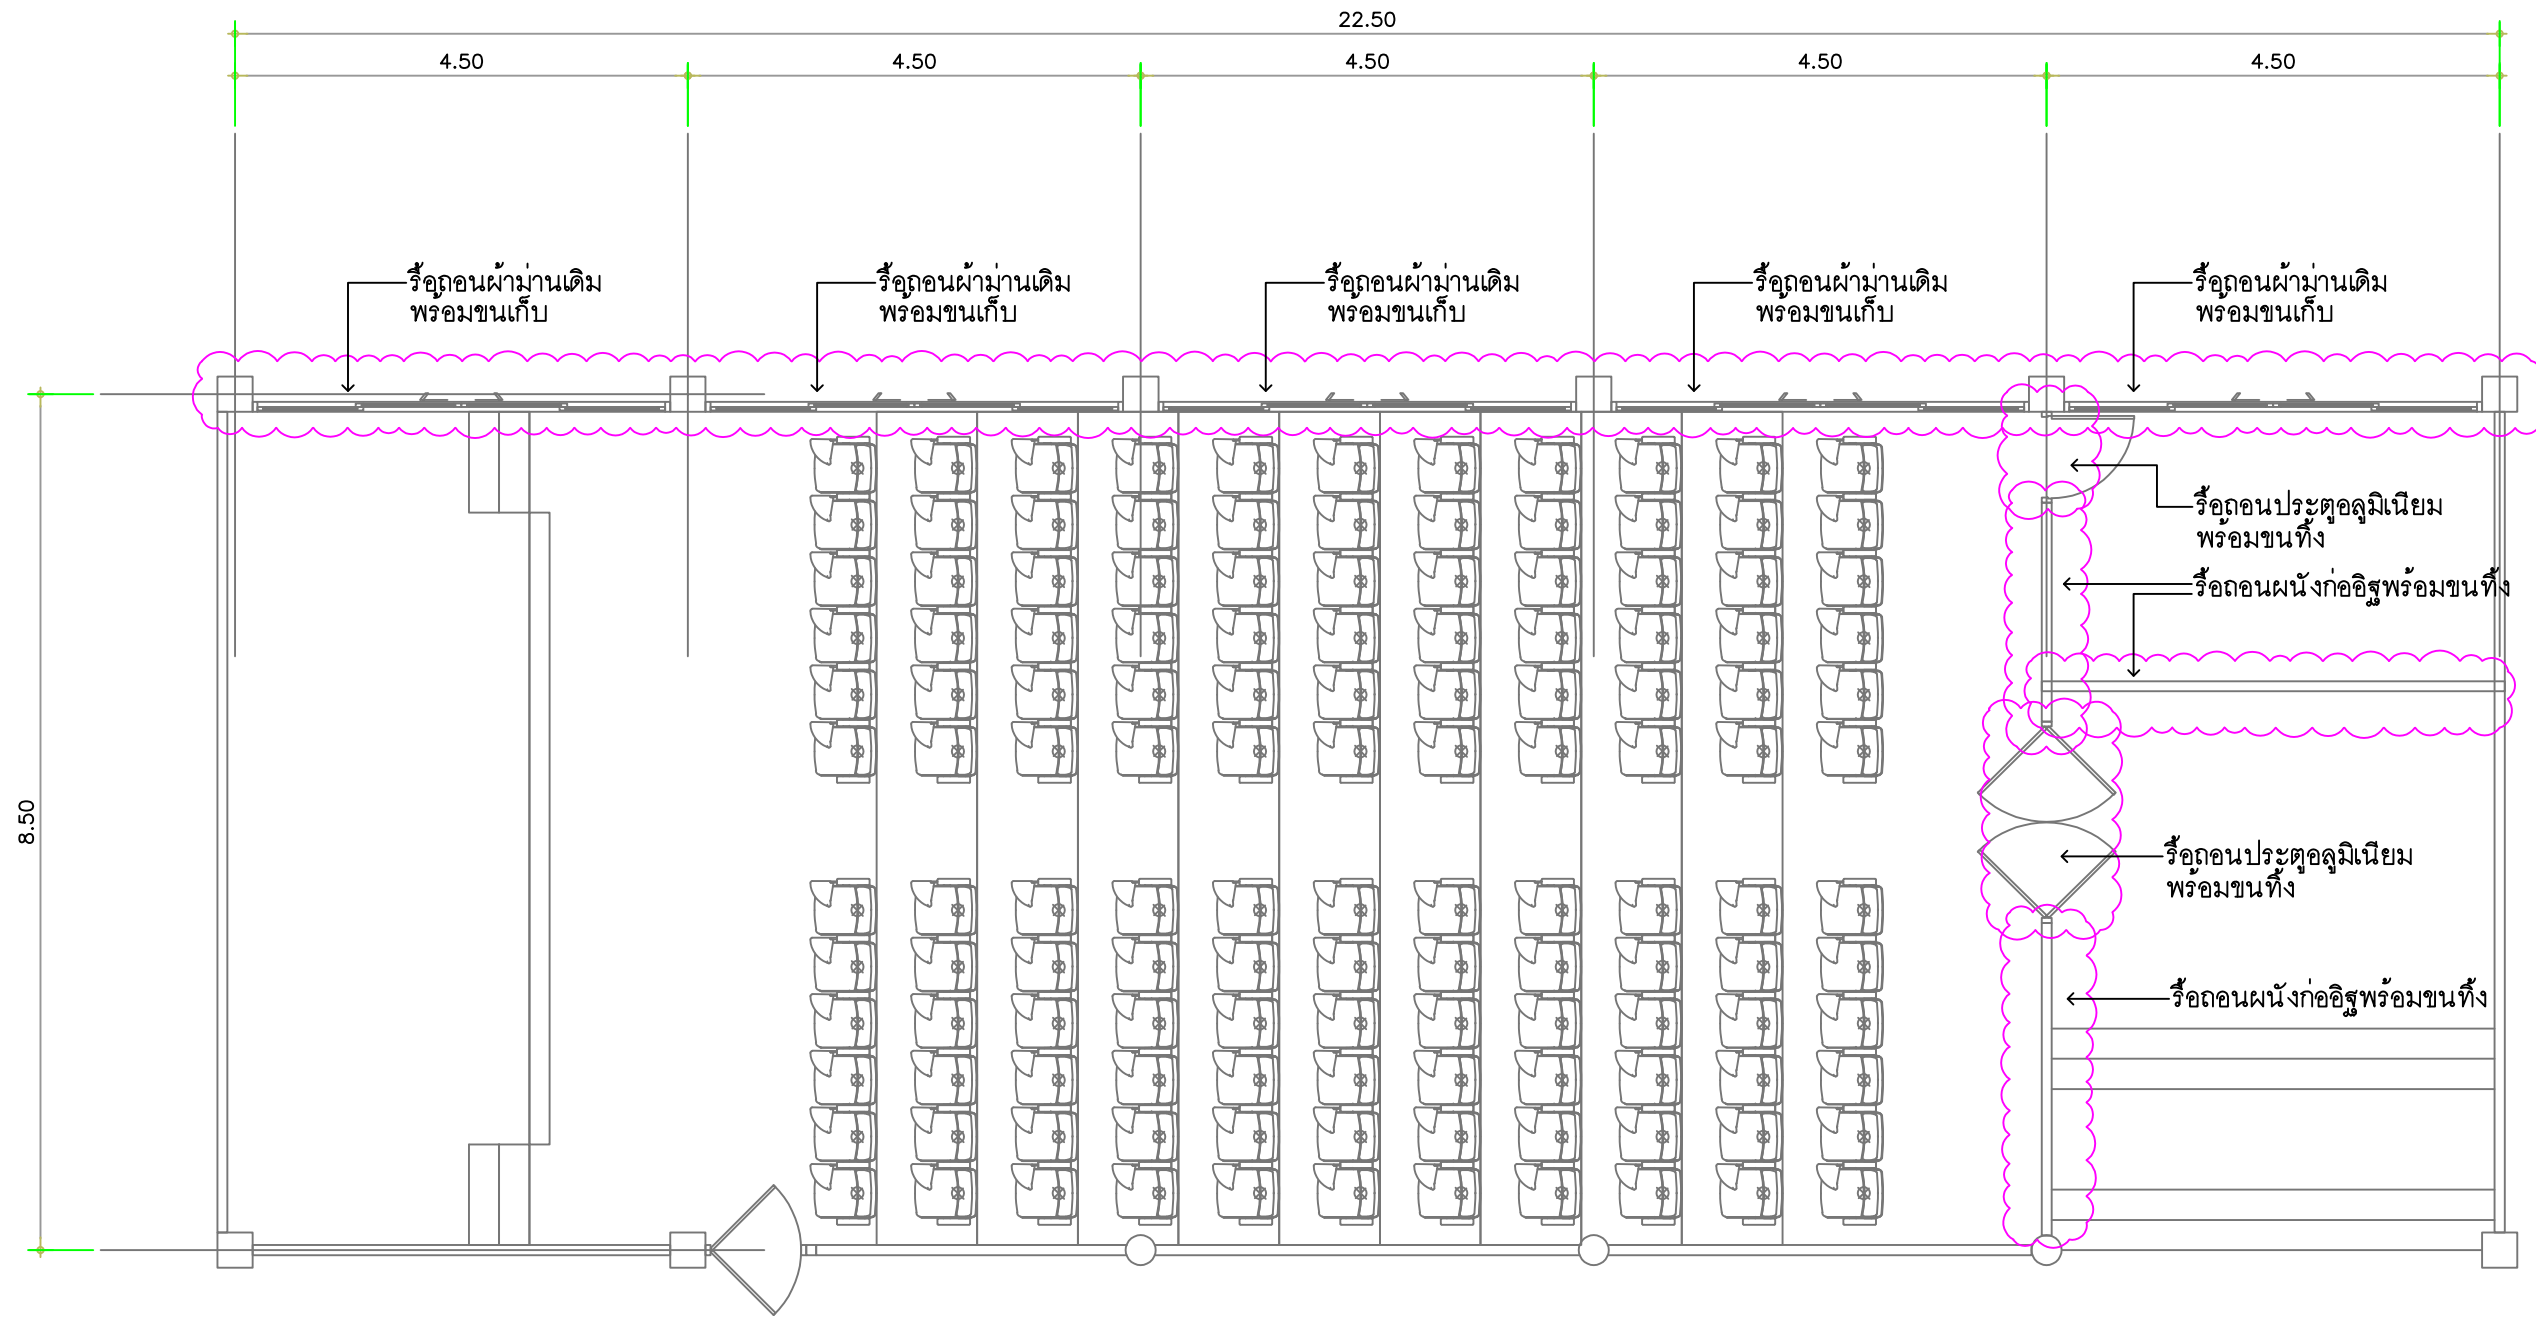 22.50
4.50
4.50
4.50
4.50
4.50
รื้อถอนผ้าม่านเดิม
พร้อมขนเก็บ
รื้อถอนผ้าม่านเดิม
พร้อมขนเก็บ
รื้อถอนผ้าม่านเดิม
พร้อมขนเก็บ
รื้อถอนผ้าม่านเดิม
พร้อมขนเก็บ
รื้อถอนผ้าม่านเดิม
พร้อมขนเก็บ
รื้อถอนประตูอลูมิเนียม
พร้อมขนทิ้ง
รื้อถอนผนังก่ออิฐพร้อมขนทิ้ง
8.50
รื้อถอนประตูอลูมิเนียม
พร้อมขนทิ้ง
รื้อถอนผนังก่ออิฐพร้อมขนทิ้ง